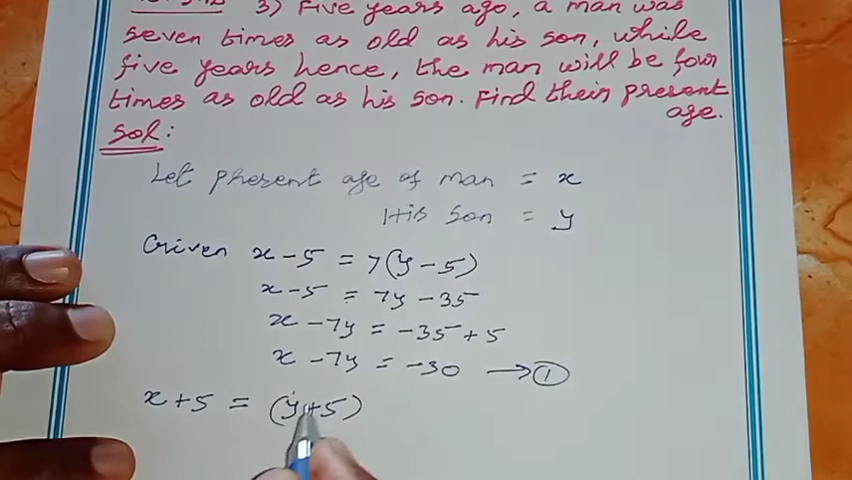 3) Five years ago, a man was
seven times as old as his son, while
five years hence, the man will be four
times as old as his son. Find their present
age.
Sol:
Let present age of man = x
His son = y
Given x - 5 = 7(y - 5)
x - 5 = 7y - 35
x - 7y = -35 + 5
x - 7y = -30 → ①
x + 5 = (y + 5)